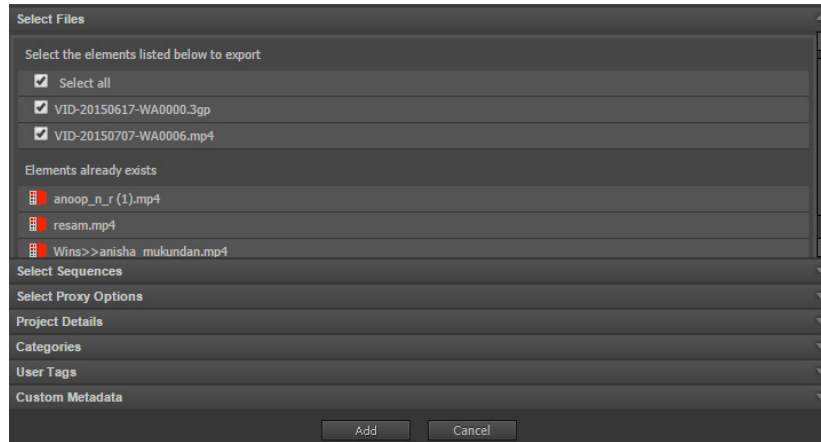 Select Files
Select the elements listed below to export
Select all
VID-20150617-WA0000.3gp
VID-20150707-WA0006.mp4
Elements already exists
anoop_n_r (1).mp4
resam.mp4
Wins>>anisha_mukundan.mp4
Select Sequences
Select Proxy Options
Project Details
Categories
User Tags
Custom Metadata
Add Cancel